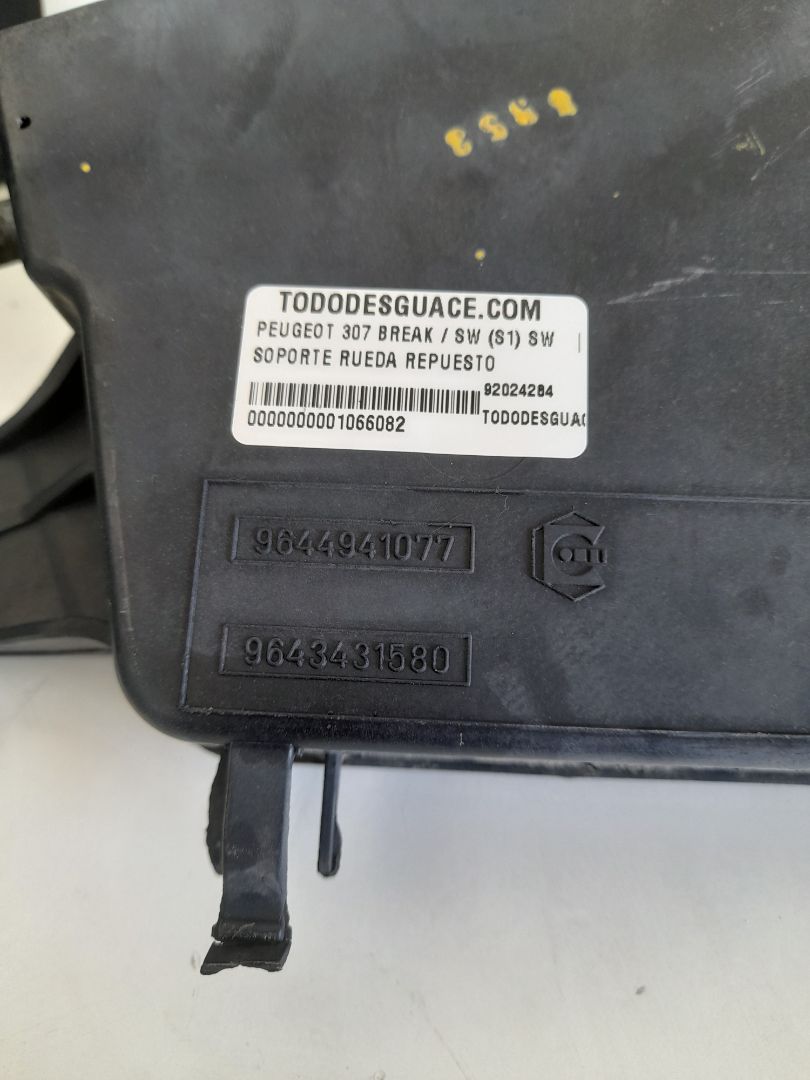 TODODESGUACE.COM
PEUGEOT 307 BREAK / SW (S1) SW
SOPORTE RUEDA REPUESTO
92024284
0000000001066082
TODODESGUAC
9644941077
9643431580